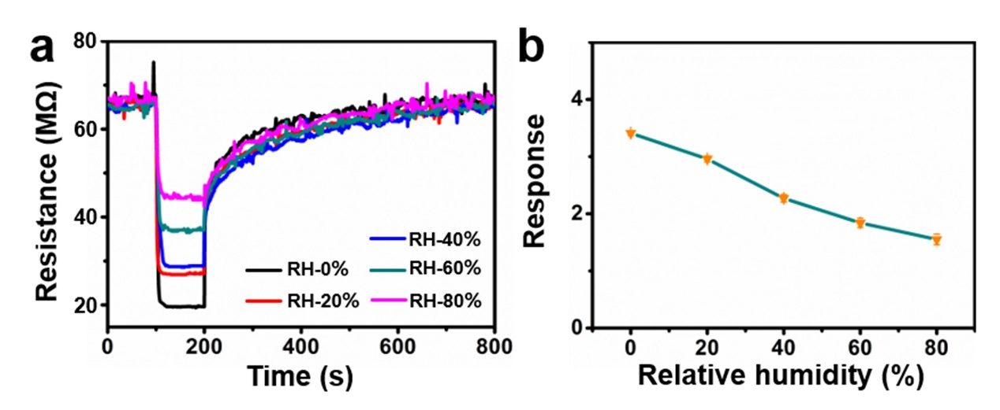 a
80
60
40
20
Resistance (MΩ)
RH-40%
RH-0%
RH-60%
RH-20%
RH-80%
0
200
400
600
800
Time (s)
b
4
2
0
Response
0
20
40
60
80
Relative humidity (%)